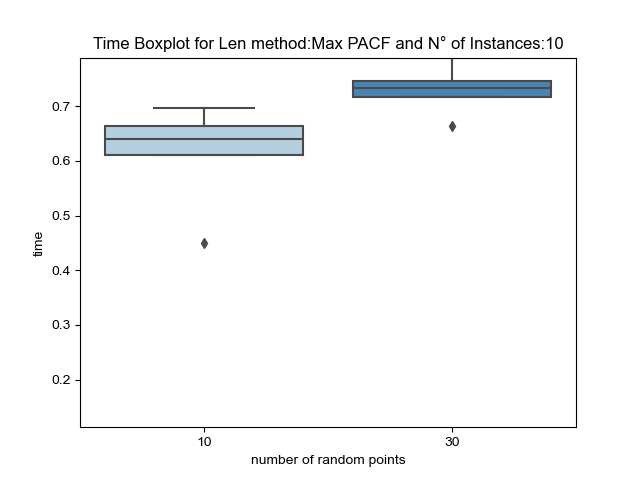 Time Boxplot for Len method:Max PACF and N° of Instances:10
0.7
0.6
0.5
0.4
0.3
0.2
time
10
30
number of random points